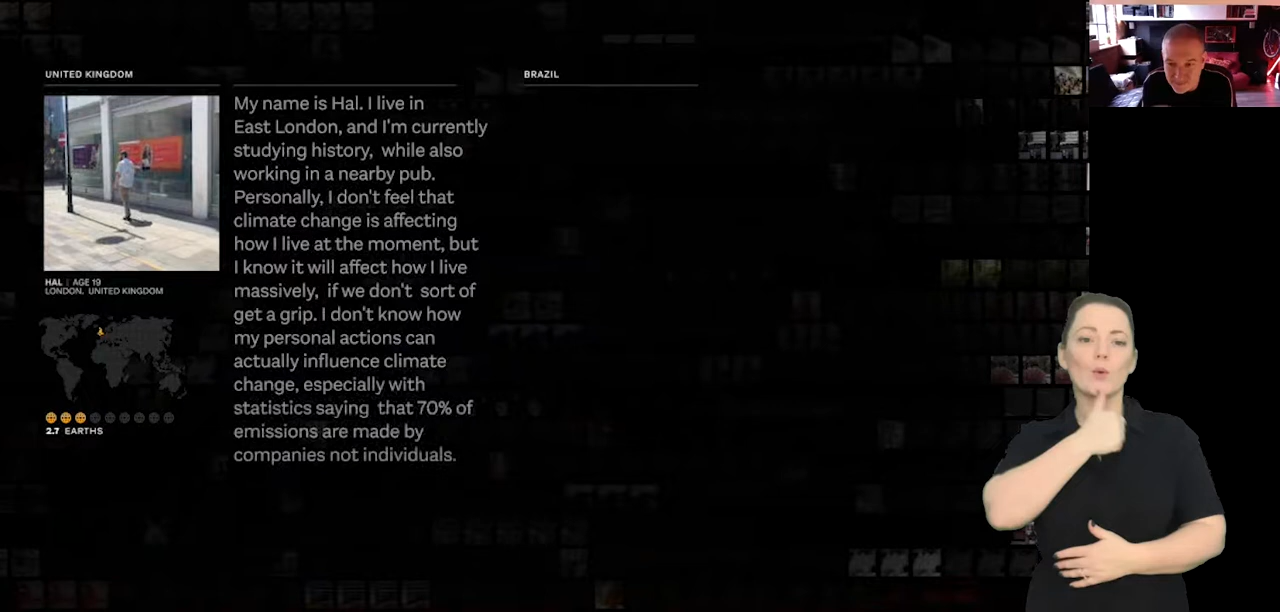 UNITED KINGDOM
BRAZIL
My name is Hal. I live in
East London, and I'm currently
studying history, while also
working in a nearby pub.
Personally, I don't feel that
climate change is affecting
how I live at the moment, but
I know it will affect how I live
massively, if we don't sort of
get a grip. I don't know how
my personal actions can
actually influence climate
change, especially with
statistics saying that 70% of
emissions are made by
companies not individuals.
HAL | AGE 19
LONDON, UNITED KINGDOM
2.7 EARTHS